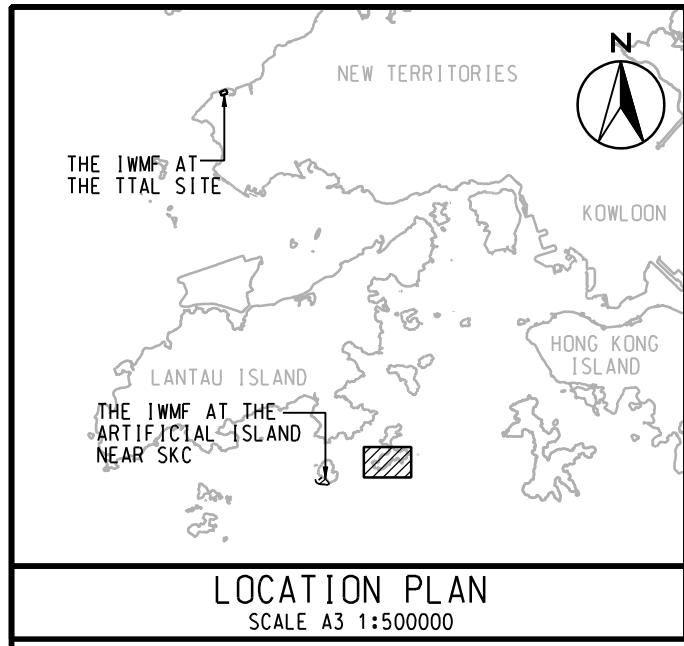 N
NEW TERRITORIES
THE IWMF AT
THE TTAL SITE
KOWLOON
HONG KONG
ISLAND
LANTAU ISLAND
THE IWMF AT THE
ARTIFICIAL ISLAND
NEAR SKC
LOCATION PLAN
SCALE A3 1:500000